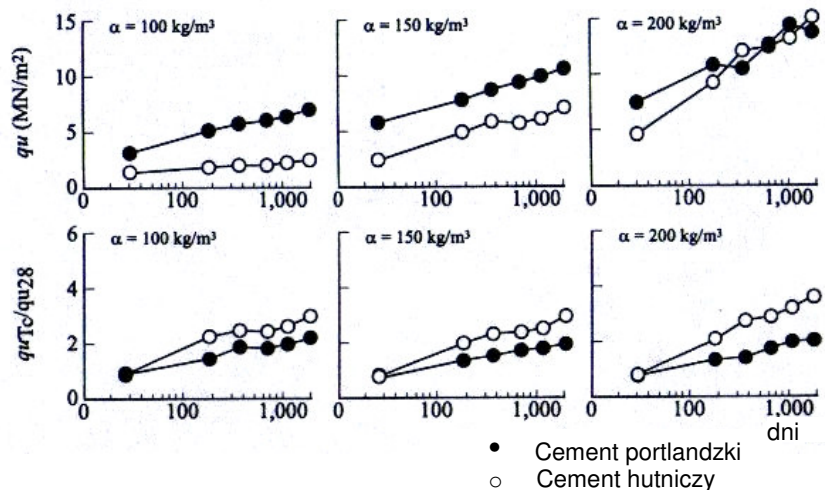 15
10
5
0
qu (MN/m²)
α = 100 kg/m³
α = 150 kg/m³
α = 200 kg/m³
0 100 1,000
0 100 1,000
0 100 1,000
6
4
2
0
quTc/qu28
α = 100 kg/m³
α = 150 kg/m³
α = 200 kg/m³
0 100 1,000
0 100 1,000
0 100 1,000
dni
Cement portlandzki
Cement hutniczy